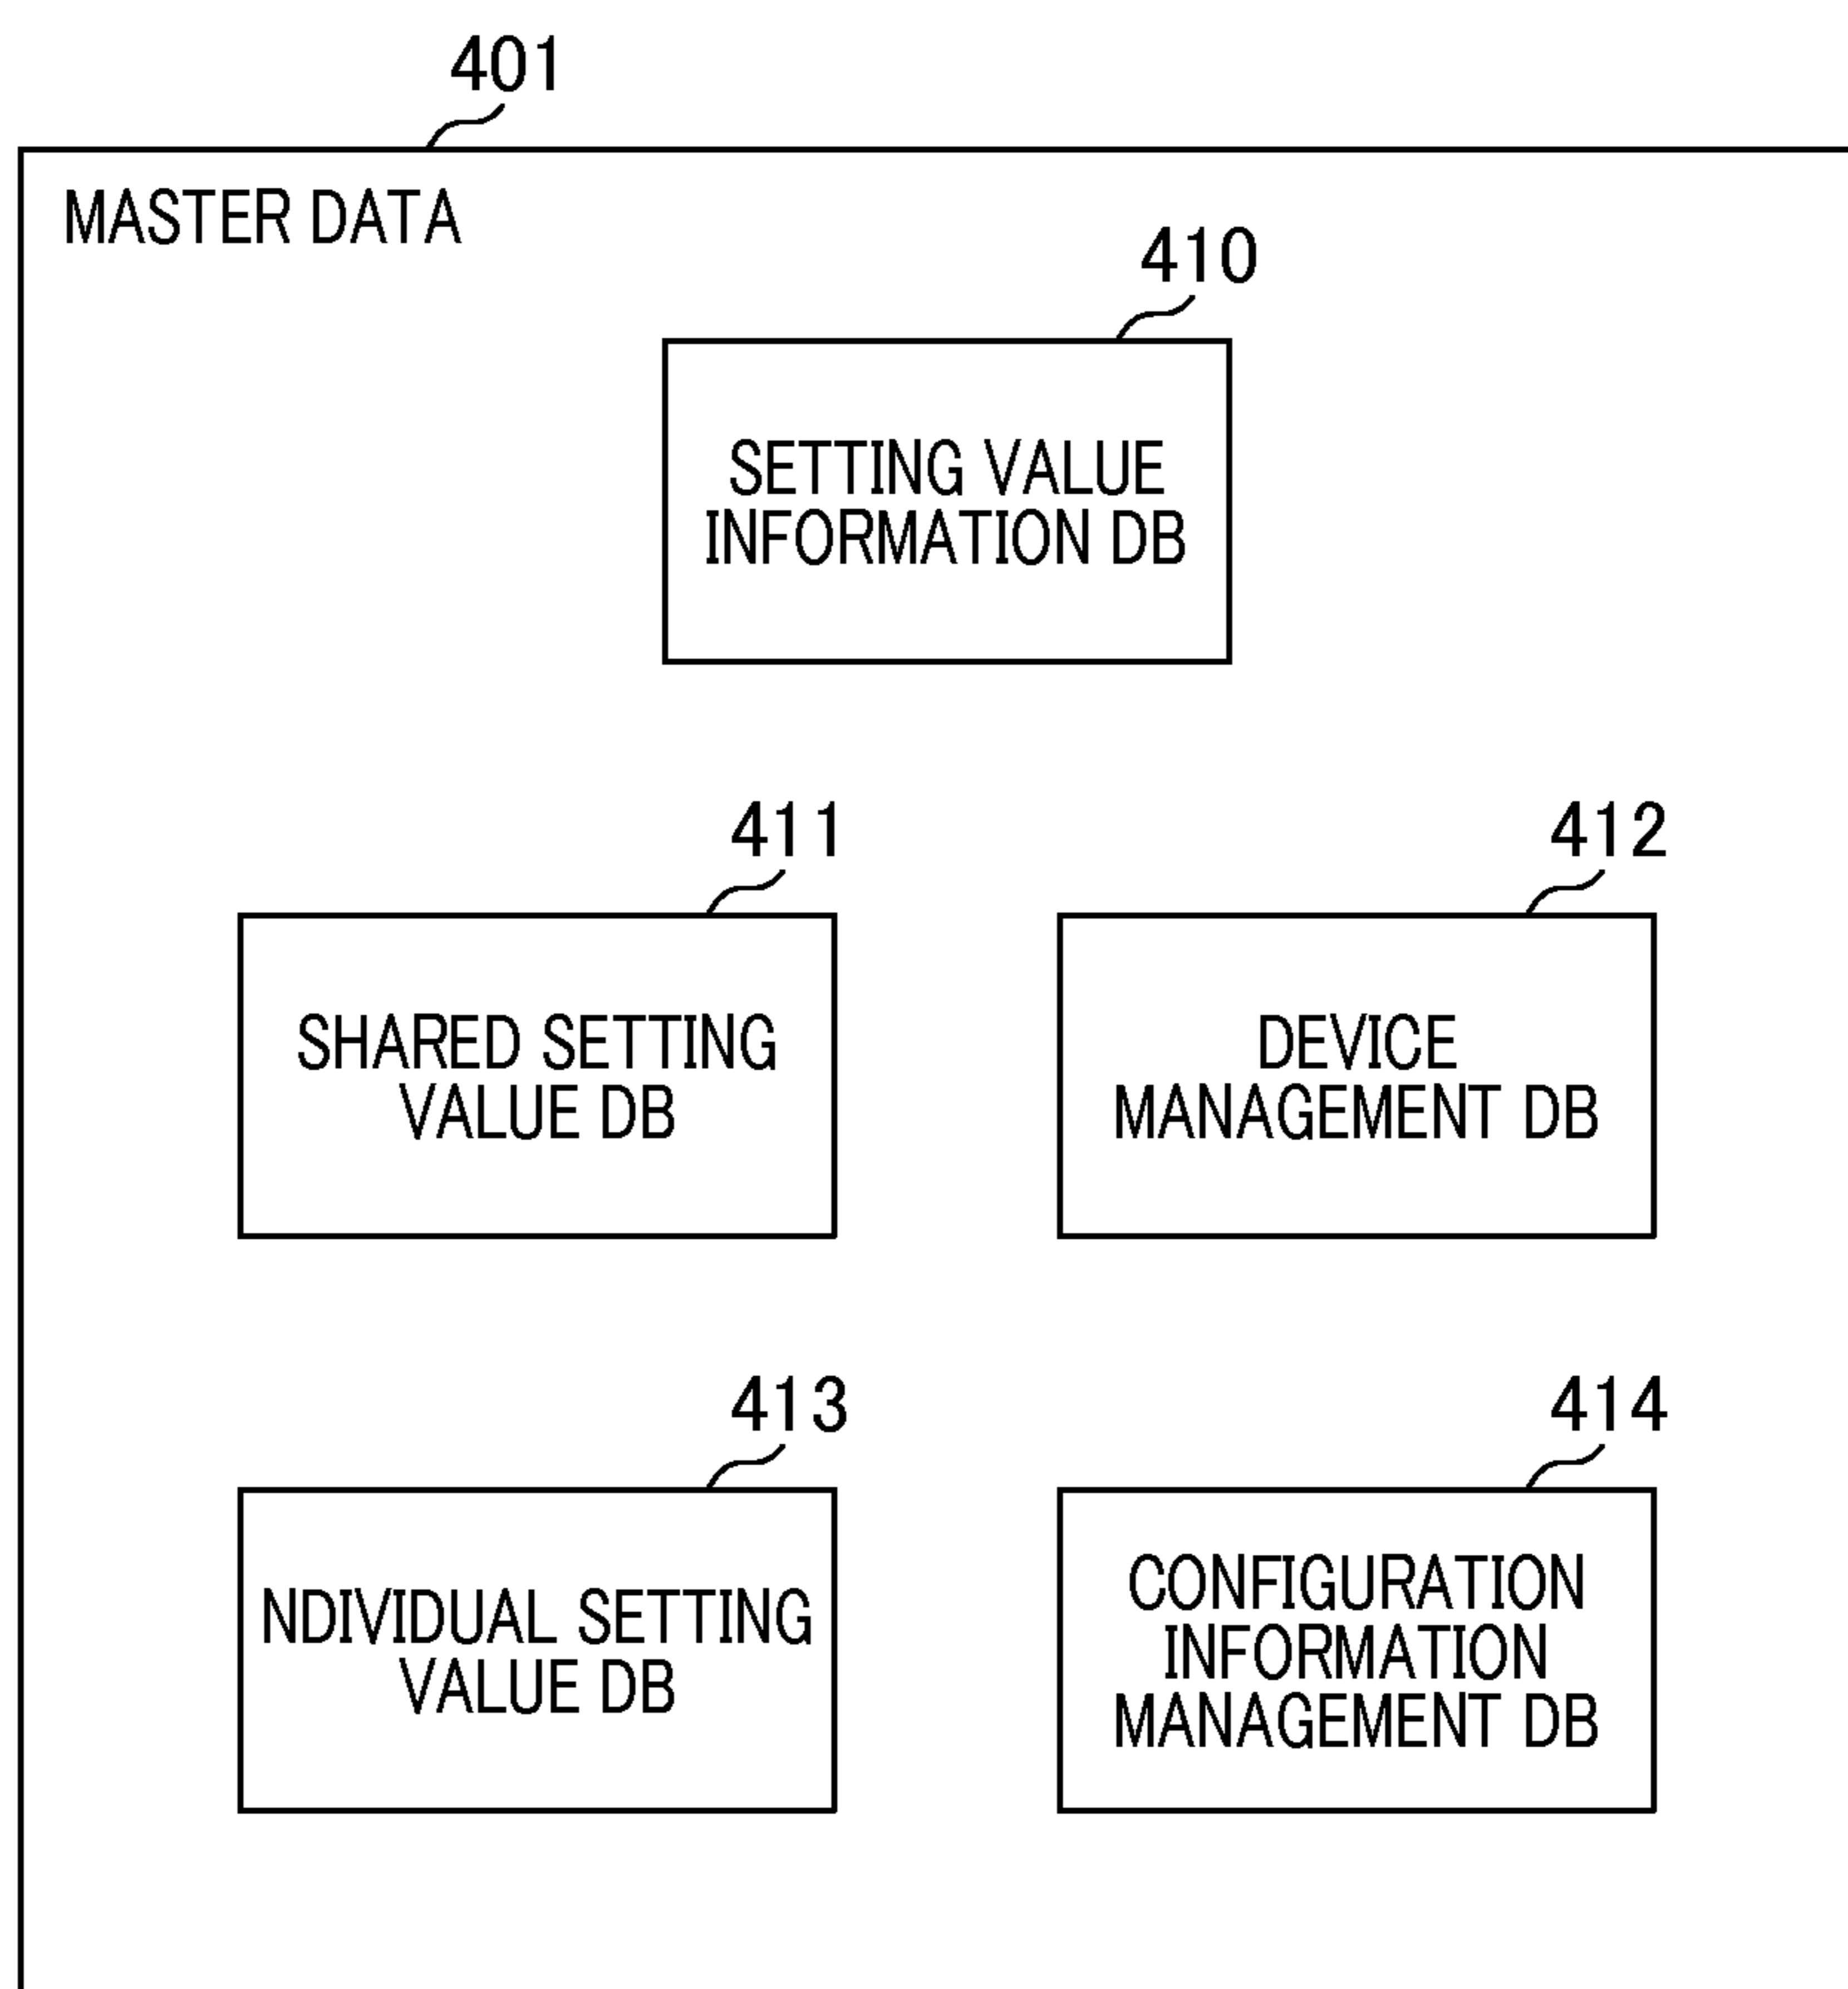 401
MASTER DATA
410
SETTING VALUE
INFORMATION DB
411
412
SHARED SETTING
VALUE DB
DEVICE
MANAGEMENT DB
413
414
NDIVIDUAL SETTING
VALUE DB
CONFIGURATION
INFORMATION
MANAGEMENT DB